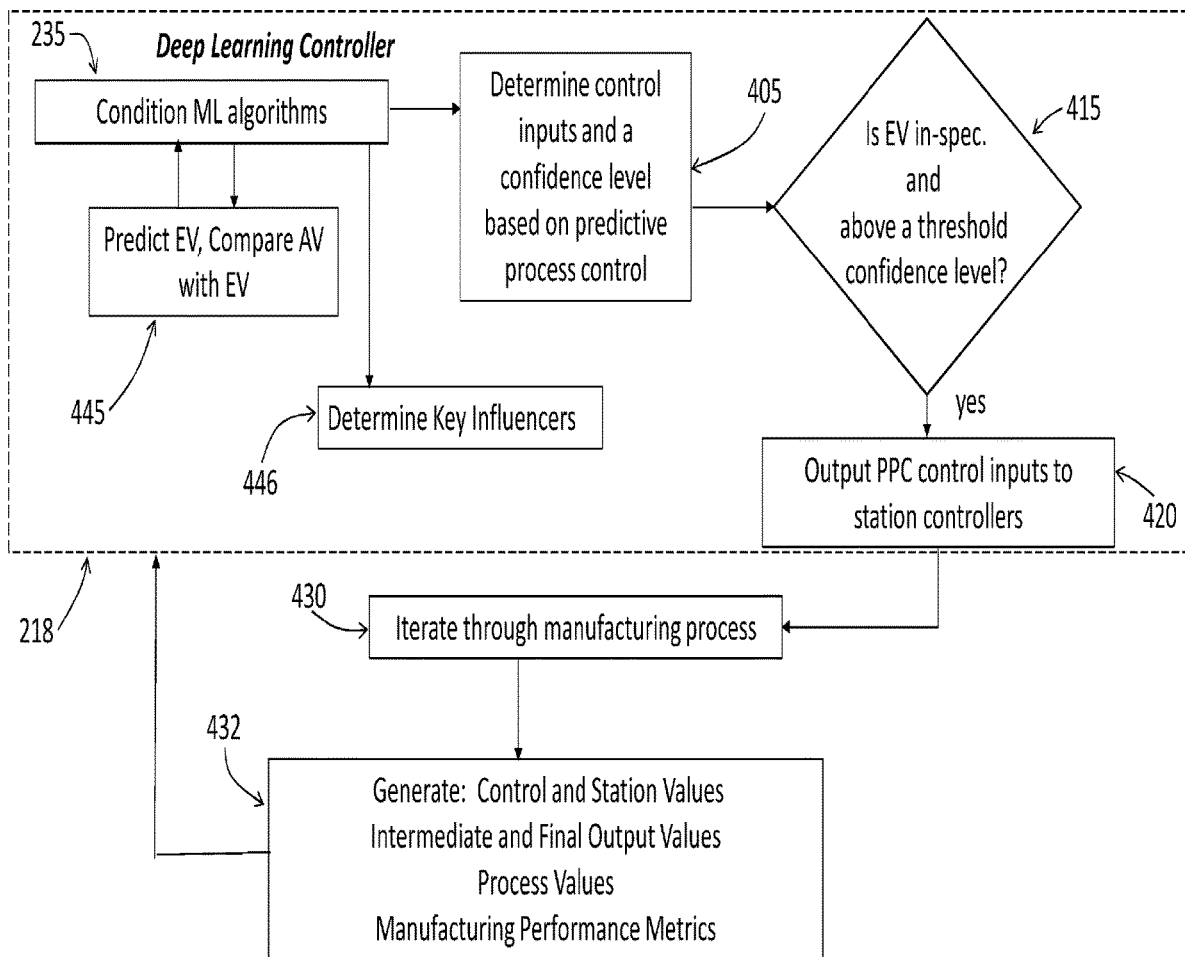 235
Deep Learning Controller
Condition ML algorithms
Determine control
inputs and a
confidence level
based on predictive
process control
405
Is EV in-spec.
and
above a threshold
confidence level?
415
Predict EV, Compare AV
with EV
445
Determine Key Influencers
446
yes
Output PPC control inputs to
station controllers
420
218
430
Iterate through manufacturing process
432
Generate: Control and Station Values
Intermediate and Final Output Values
Process Values
Manufacturing Performance Metrics